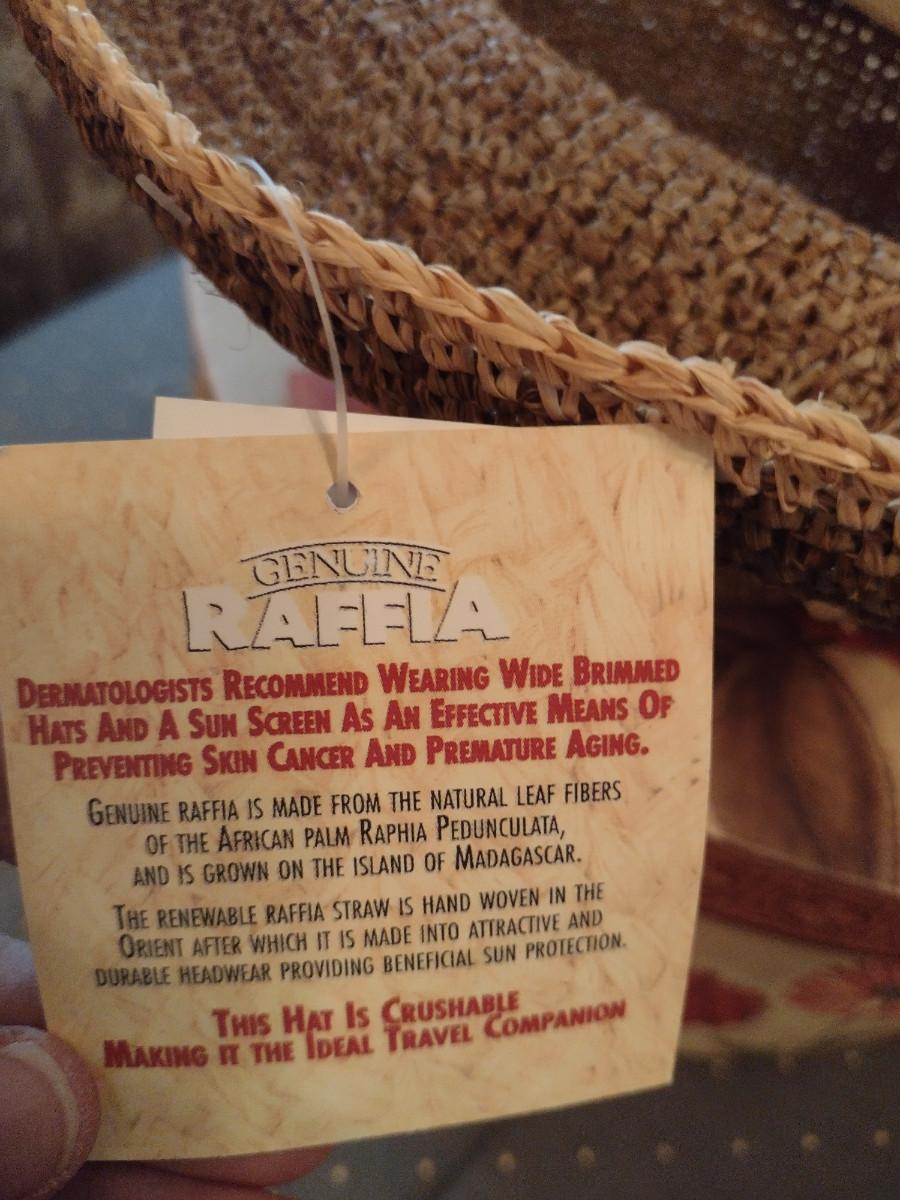 GENUINE
RAFFIA
DERMATOLOGISTS RECOMMEND WEARING WIDE BRIMMED
HATS AND A SUN SCREEN AS AN EFFECTIVE MEANS OF
PREVENTING SKIN CANCER AND PREMATURE AGING.
GENUINE RAFFIA IS MADE FROM THE NATURAL LEAF FIBERS
OF THE AFRICAN PALM RAPHIA PEDUNCULATA,
AND IS GROWN ON THE ISLAND OF MADAGASCAR.
THE RENEWABLE RAFFIA STRAW IS HAND WOVEN IN THE
ORIENT AFTER WHICH IT IS MADE INTO ATTRACTIVE AND
DURABLE HEADWEAR PROVIDING BENEFICIAL SUN PROTECTION.
THIS HAT IS CRUSHABLE
MAKING IT THE IDEAL TRAVEL COMPANION